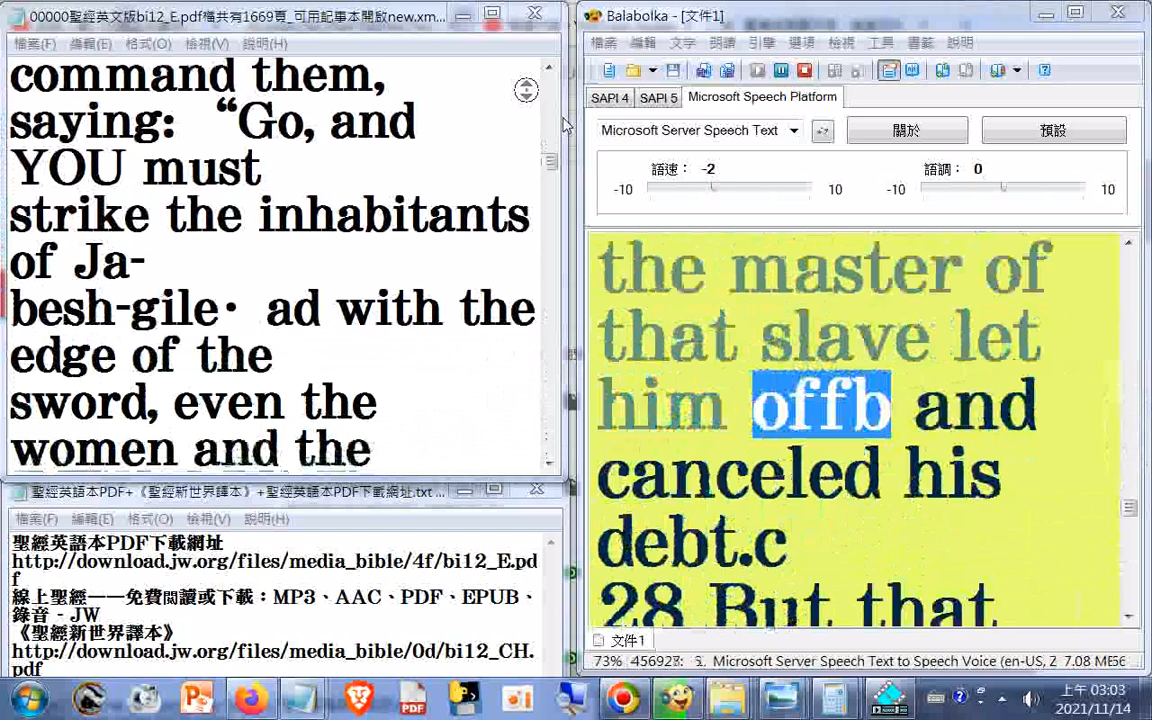 00000聖經英文版bi12_E.pdf檔共有1669頁_可用記事本開啟new.xm...
檔案(F) 編輯(E) 格式(O) 檢視(V) 說明(H)
command them,
saying: “Go, and
YOU must
strike the inhabitants
of Ja-
besh-gile· ad with the
edge of the
sword, even the
women and the
聖經英語本PDF+《聖經新世界譯本》+聖經英語本PDF下載網址.txt ...
檔案(F) 編輯(E) 格式(O) 檢視(V) 說明(H)
聖經英語本PDF下載網址
http://download.jw.org/files/media_bible/4f/bi12_E.pd
f
線上聖經——免費閱讀或下載：MP3、AAC、PDF、EPUB、
錄音 - JW
《聖經新世界譯本》
http://download.jw.org/files/media_bible/0d/bi12_CH.
pdf
Balabolka - [文件1]
檔案 編輯 文字 朗讀 引擎 選項 檢視 工具 書籤 說明
SAPI 4 SAPI 5 Microsoft Speech Platform
Microsoft Server Speech Text 關於 預設
語速： -2 語調： 0
-10 10 -10 10
the master of
that slave let
him offb and
canceled his
debt.c
28 But that
文件1
73% Microsoft Server Speech Text to Speech Voice (en-US, Z 7.08 ME
PDF
上午 03:03
2021/11/14